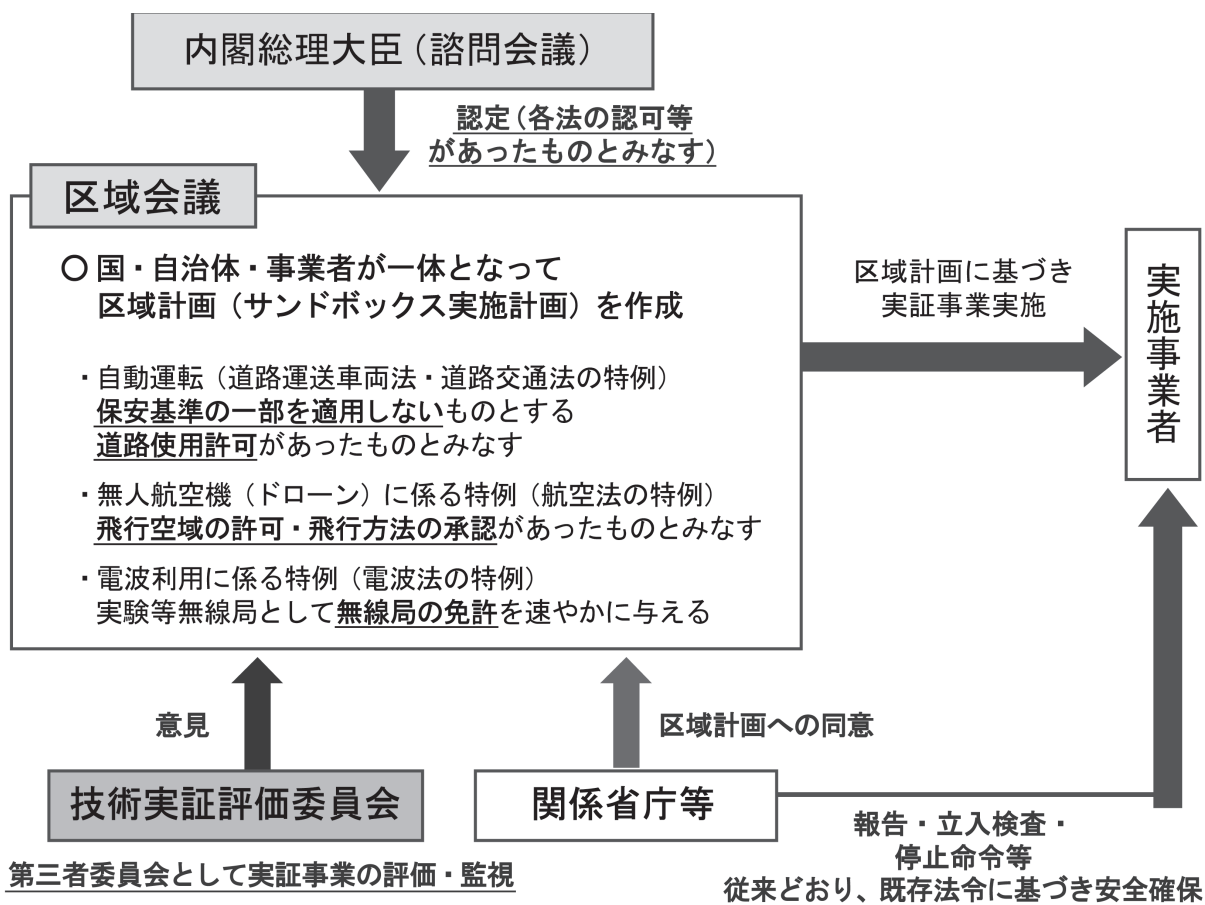 内閣総理大臣（諮問会議）
認定（各法の認可等
があったものとみなす）
区域会議
〇 国・自治体・事業者が一体となって
区域計画（サンドボックス実施計画）を作成
・自動運転（道路運送車両法・道路交通法の特例）
保安基準の一部を適用しないものとする
道路使用許可があったものとみなす
・無人航空機（ドローン）に係る特例（航空法の特例）
飛行空域の許可・飛行方法の承認があったものとみなす
・電波利用に係る特例（電波法の特例）
実験等無線局として無線局の免許を速やかに与える
区域計画に基づき
実証事業実施
実施事業者
意見
区域計画への同意
技術実証評価委員会
関係省庁等
第三者委員会として実証事業の評価・監視
報告・立入検査・
停止命令等
従来どおり、既存法令に基づき安全確保